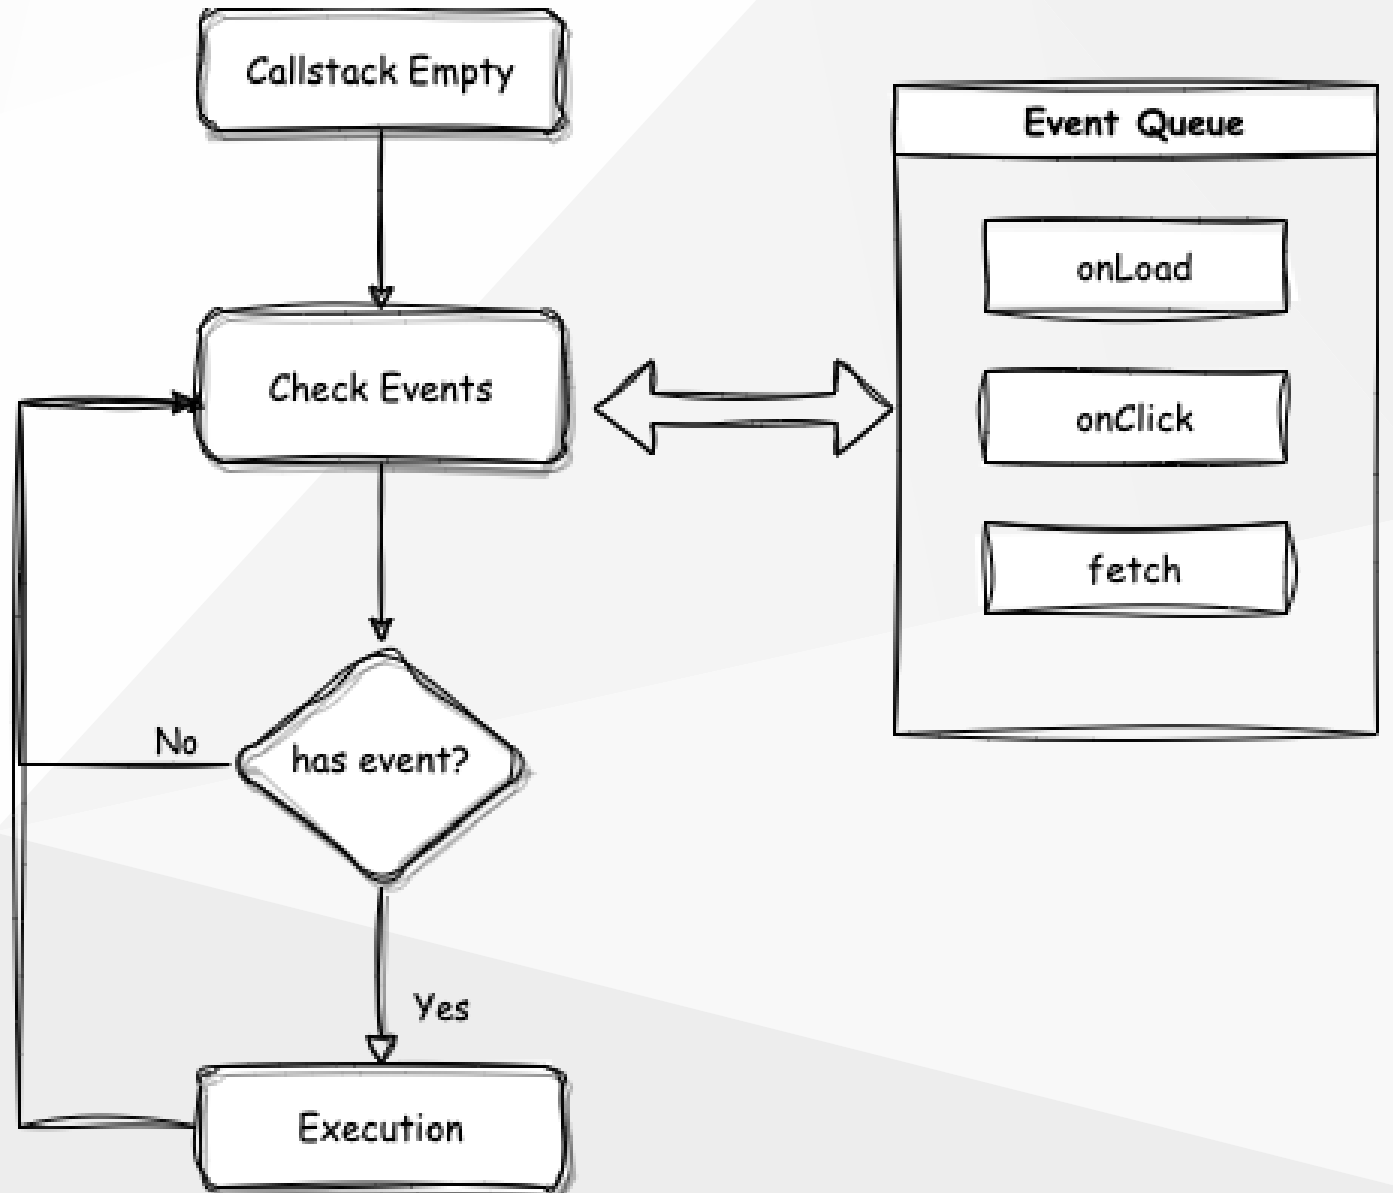 Callstack Empty
Event Queue
onLoad
Check Events
onClick
fetch
No
has event?
Yes
Execution